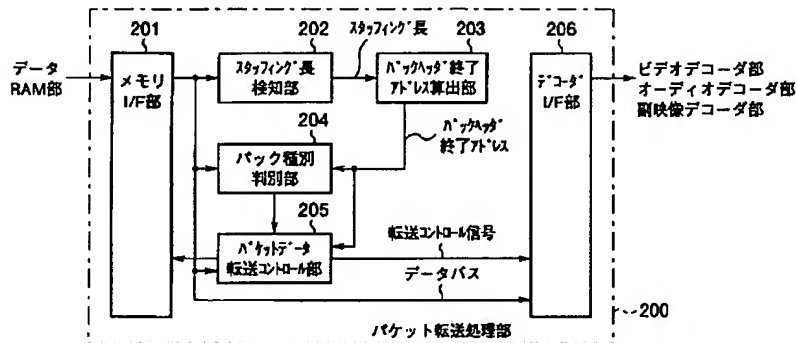 データ
RAM部
201
メモリ
I/F部
202
スタッフィング長
検知部
スタッフィング長
203
パックヘッダ終了
アドレス算出部
206
デコーダ
I/F部
ビデオデコーダ部
オーディオデコーダ部
副映像デコーダ部
204
パック種別
判別部
パックヘッダ
終了アドレス
205
パケットデータ
転送コントロール部
転送コントロール信号
データバス
200
パケット転送処理部